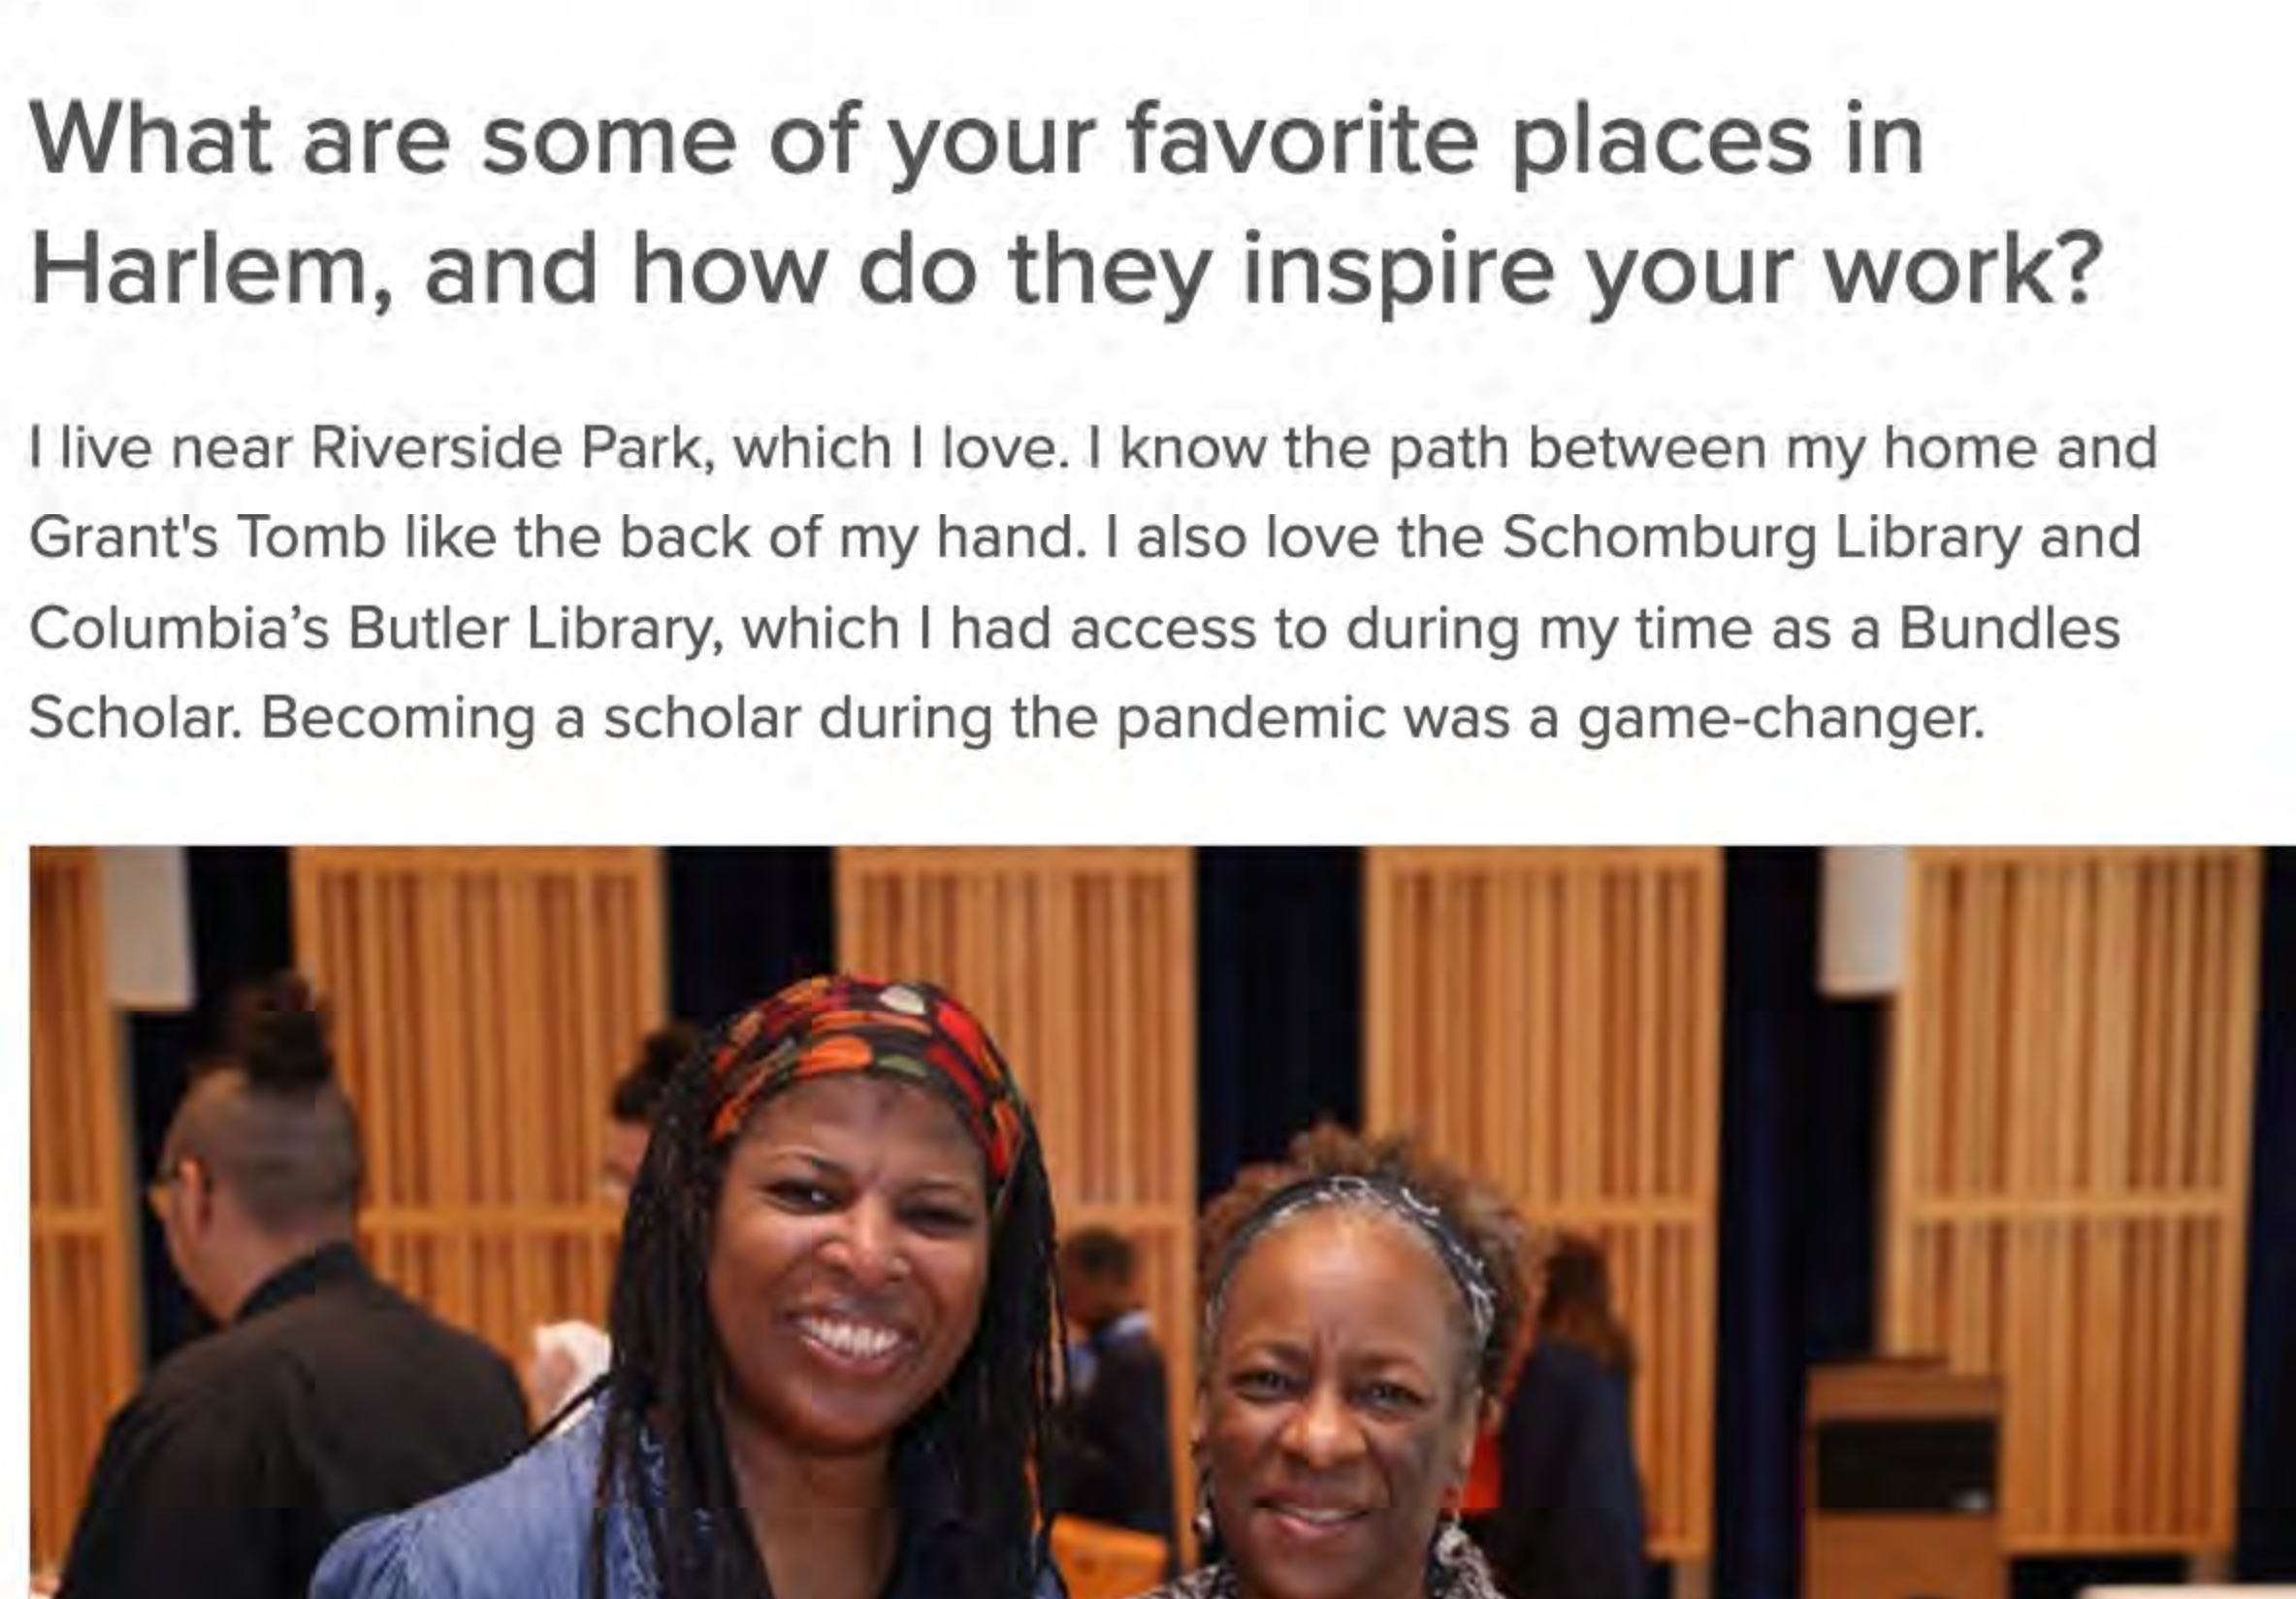 What are some of your favorite places in
Harlem, and how do they inspire your work?
I live near Riverside Park, which I love. I know the path between my home and
Grant's Tomb like the back of my hand. I also love the Schomburg Library and
Columbia’s Butler Library, which I had access to during my time as a Bundles
Scholar. Becoming a scholar during the pandemic was a game-changer.